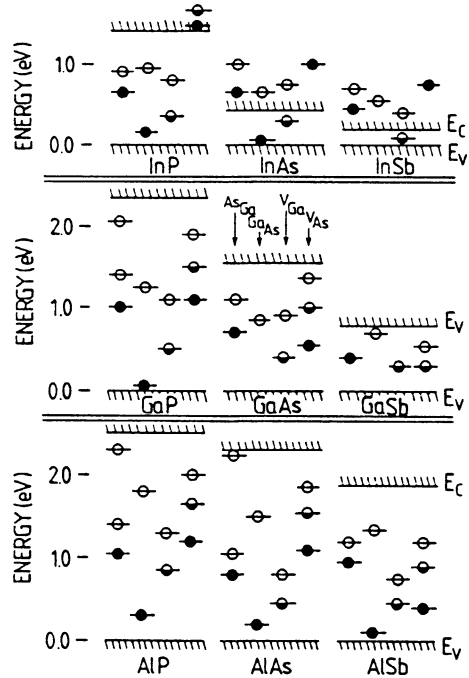 ENERGY (eV)
1.0
0.0
InP
InAs
InSb
E_C
E_V
ENERGY (eV)
2.0
1.0
0.0
As_Ga
Ga_As
V_Ga
V_As
GaP
GaAs
GaSb
E_V
E_V
ENERGY (eV)
2.0
1.0
0.0
AlP
AlAs
AlSb
E_C
E_V